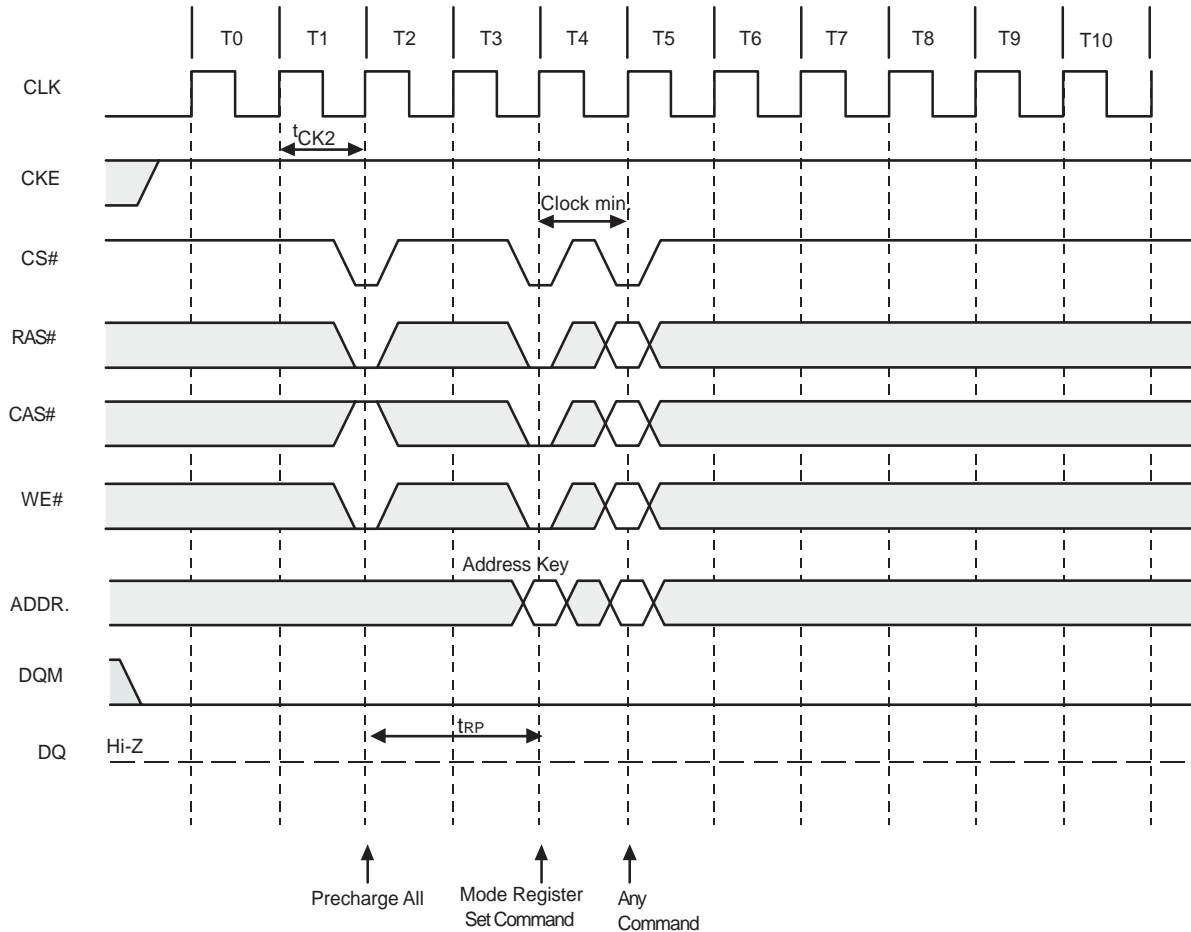 T0 T1 T2 T3 T4 T5 T6 T7 T8 T9 T10
CLK
tCK2
CKE
Clock min.
CS#
RAS#
CAS#
WE#
Address Key
ADDR.
DQM
tRP
DQ Hi-Z
Precharge All
Mode Register
Set Command
Any
Command